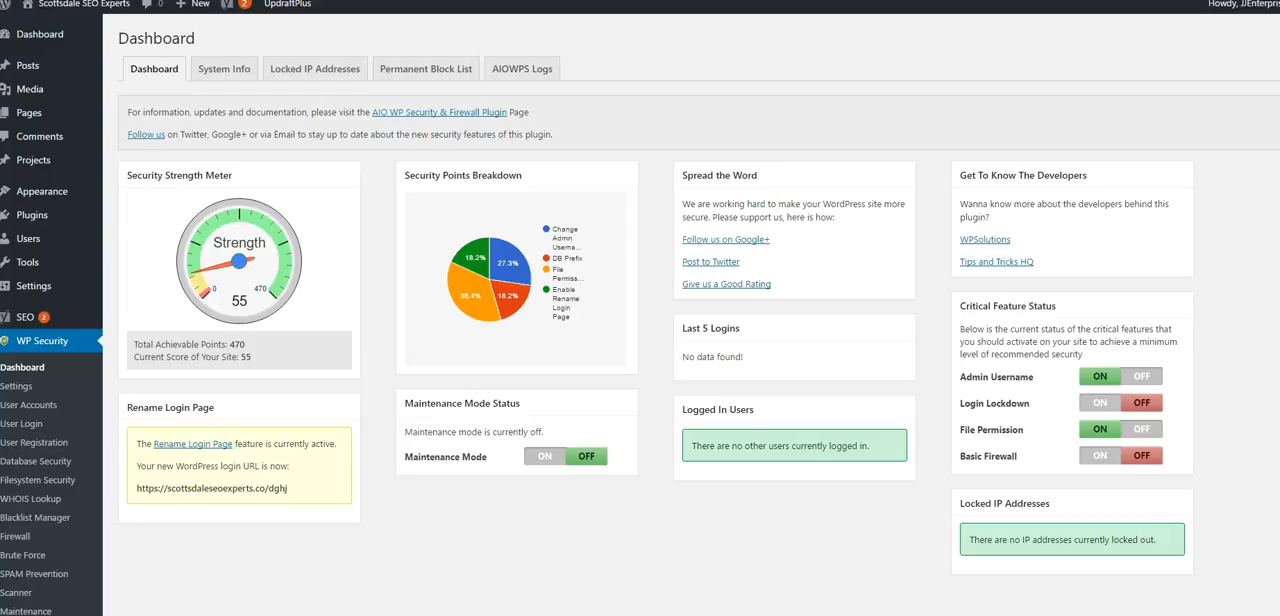 Scottsdale SEO Experts
0
New
2
UpdraftPlus
Howdy, JJEnterpris
Dashboard
Posts
Media
Pages
Comments
Projects
Appearance
Plugins
Users
Tools
Settings
SEO 2
WP Security
Dashboard
Settings
User Accounts
User Login
User Registration
Database Security
Filesystem Security
WHOIS Lookup
Blacklist Manager
Firewall
Brute Force
SPAM Prevention
Scanner
Maintenance
Dashboard
Dashboard
System Info
Locked IP Addresses
Permanent Block List
AIOWPS Logs
For information, updates and documentation, please visit the AIO WP Security & Firewall Plugin Page
Follow us on Twitter, Google+ or via Email to stay up to date about the new security features of this plugin.
Security Strength Meter
Strength
0
470
55
Total Achievable Points: 470
Current Score of Your Site: 55
Rename Login Page
The Rename Login Page feature is currently active.
Your new WordPress login URL is now:
https://scottsdaleseoexperts.co/dghj
Security Points Breakdown
18.2%
27.3%
36.4%
18.2%
Change
Admin
Userna...
DB Prefix
File
Permiss...
Enable
Rename
Login
Page
Maintenance Mode Status
Maintenance mode is currently off.
Maintenance Mode
ON
OFF
Spread the Word
We are working hard to make your WordPress site more
secure. Please support us, here is how:
Follow us on Google+
Post to Twitter
Give us a Good Rating
Last 5 Logins
No data found!
Logged In Users
There are no other users currently logged in.
Get To Know The Developers
Wanna know more about the developers behind this
plugin?
WPSolutions
Tips and Tricks HQ
Critical Feature Status
Below is the current status of the critical features that
you should activate on your site to achieve a minimum
level of recommended security
Admin Username
ON
OFF
Login Lockdown
ON
OFF
File Permission
ON
OFF
Basic Firewall
ON
OFF
Locked IP Addresses
There are no IP addresses currently locked out.